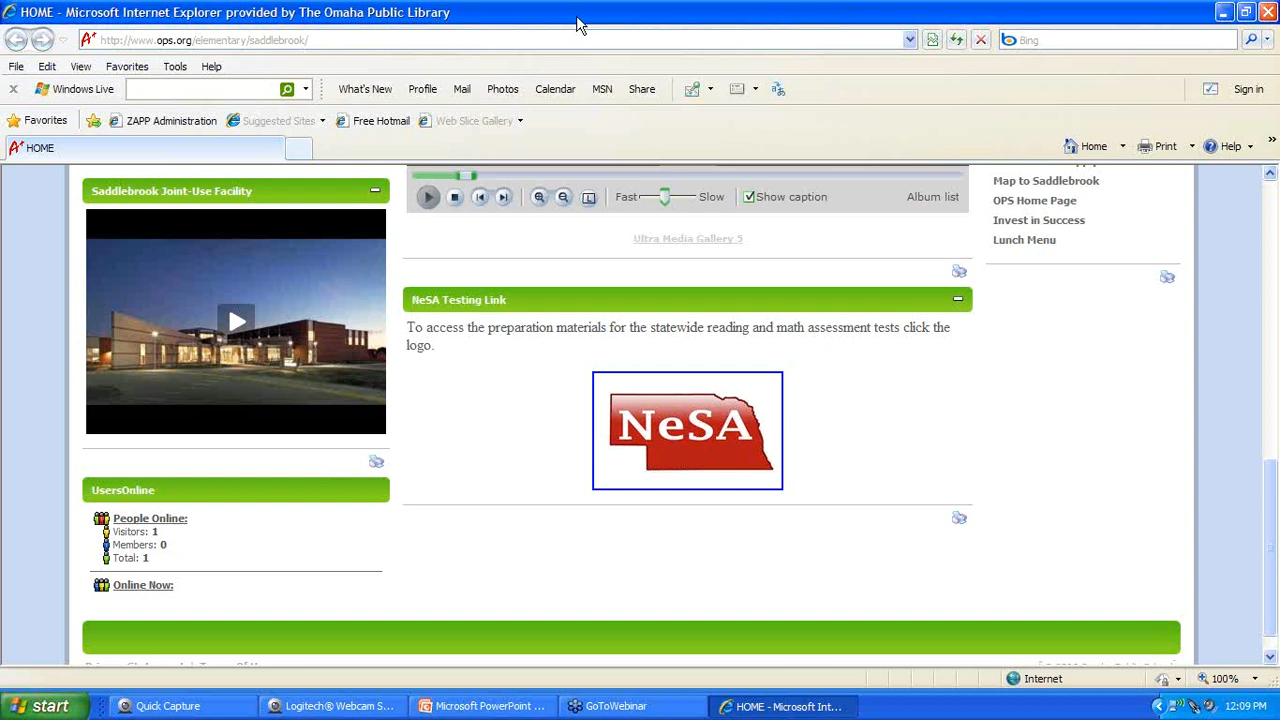 HOME - Microsoft Internet Explorer provided by The Omaha Public Library
http://www.ops.org/elementary/saddlebrook/
Bing
File Edit View Favorites Tools Help
Windows Live What's New Profile Mail Photos Calendar MSN Share Sign in
Favorites ZAPP Administration Suggested Sites Free Hotmail Web Slice Gallery
HOME Home Print Help
Saddlebrook Joint-Use Facility
Fast Slow Show caption Album list
Ultra Media Gallery 5
Map to Saddlebrook
OPS Home Page
Invest in Success
Lunch Menu
NeSA Testing Link
To access the preparation materials for the statewide reading and math assessment tests click the
logo.
NeSA
UsersOnline
People Online:
Visitors: 1
Members: 0
Total: 1
Online Now:
Internet 100%
start Quick Capture Logitech® Webcam S... Microsoft PowerPoint ... GoToWebinar HOME - Microsoft Int... 12:09 PM